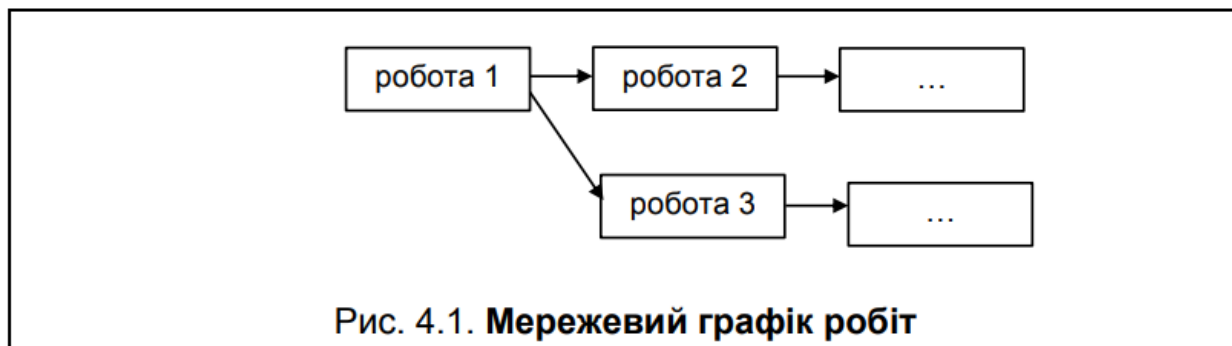 робота 1
робота 2
...
робота 3
...
Рис. 4.1. Мережевий графік робіт